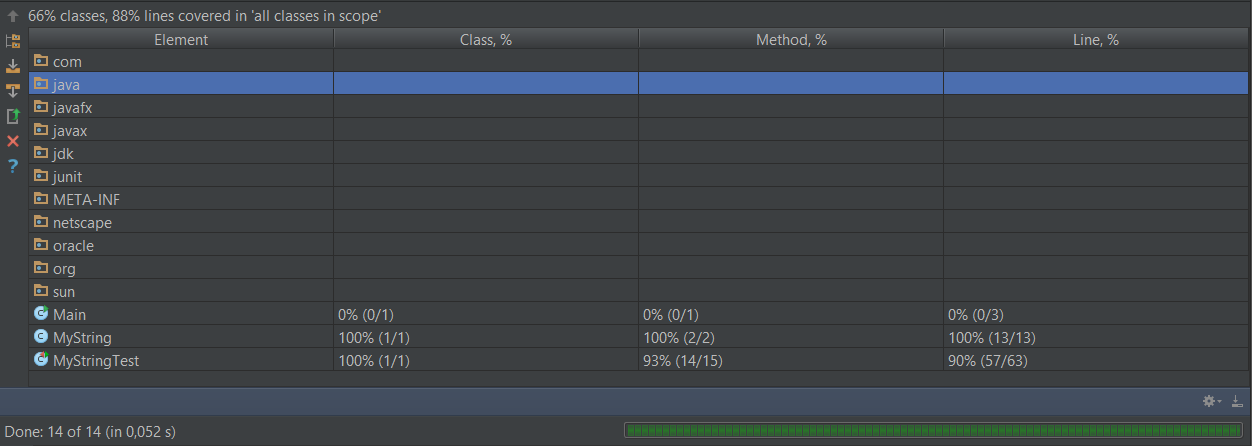 66% classes, 88% lines covered in 'all classes in scope'
Element Class, % Method, % Line, %
com
java
javafx
javax
jdk
junit
META-INF
netscape
oracle
org
sun
Main 0% (0/1) 0% (0/1) 0% (0/3)
MyString 100% (1/1) 100% (2/2) 100% (13/13)
MyStringTest 100% (1/1) 93% (14/15) 90% (57/63)
Done: 14 of 14 (in 0,052 s)